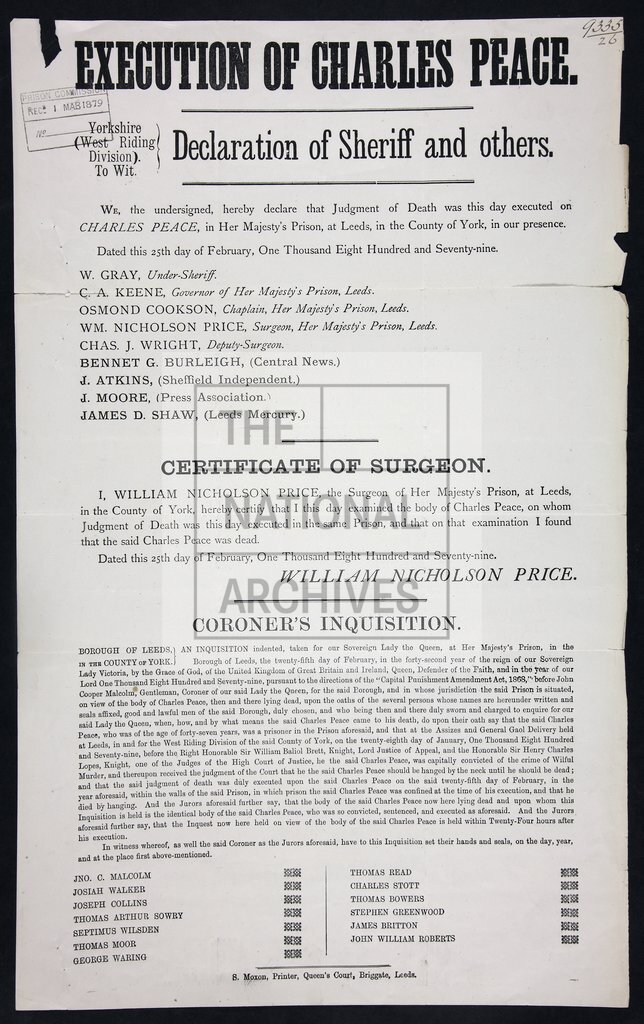 9335
26
EXECUTION OF CHARLES PEACE.
PRISON COMMISSION
REC. 1 MAR 1879
No.
Yorkshire
(West Riding
Division).
To Wit.
Declaration of Sheriff and others.
WE, the undersigned, hereby declare that Judgment of Death was this day executed on
CHARLES PEACE, in Her Majesty's Prison, at Leeds, in the County of York, in our presence.
Dated this 25th day of February, One Thousand Eight Hundred and Seventy-nine.
W. GRAY, Under-Sheriff.
C. A. KEENE, Governor of Her Majesty's Prison, Leeds.
OSMOND COOKSON, Chaplain, Her Majesty's Prison, Leeds.
WM. NICHOLSON PRICE, Surgeon, Her Majesty's Prison, Leeds.
CHAS. J. WRIGHT, Deputy-Surgeon.
BENNET G. BURLEIGH, (Central News.)
J. ATKINS, (Sheffield Independent.)
J. MOORE, (Press Association.)
JAMES D. SHAW, (Leeds Mercury.)
THE
NATIONAL
ARCHIVES
CERTIFICATE OF SURGEON.
I, WILLIAM NICHOLSON PRICE, the Surgeon of Her Majesty's Prison, at Leeds,
in the County of York, hereby certify that I this day examined the body of Charles Peace, on whom
Judgment of Death was this day executed in the same Prison; and that on that examination I found
that the said Charles Peace was dead.
Dated this 25th day of February, One Thousand Eight Hundred and Seventy-nine.
WILLIAM NICHOLSON PRICE.
CORONER'S INQUISITION.
BOROUGH OF LEEDS, AN INQUISITION indented, taken for our Sovereign Lady the Queen, at Her Majesty's Prison, in the
IN THE COUNTY OF YORK. Borough of Leeds, the twenty-fifth day of February, in the forty-second year of the reign of our Sovereign
Lady Victoria, by the Grace of God, of the United Kingdom of Great Britain and Ireland, Queen, Defender of the Faith, and in the year of our
Lord One Thousand Eight Hundred and Seventy-nine, pursuant to the directions of the "Capital Punishment Amendment Act, 1868," before John
Cooper Malcolm, Gentleman, Coroner of our said Lady the Queen, for the said Borough, and in whose jurisdiction the said Prison is situated,
on view of the body of Charles Peace, then and there lying dead, upon the oaths of the several persons whose names are hereunder written and
seals affixed, good and lawful men of the said Borough, duly chosen, and who being then and there duly sworn and charged to enquire for our
said Lady the Queen, when, how, and by what means the said Charles Peace came to his death, do upon their oath say that the said Charles
Peace, who was of the age of forty-seven years, was a prisoner in the Prison aforesaid, and that at the Assizes and General Gaol Delivery held
at Leeds, in and for the West Riding Division of the said County of York, on the twenty-eighth day of January, One Thousand Eight Hundred
and Seventy-nine, before the Right Honorable Sir William Baliol Brett, Knight, Lord Justice of Appeal, and the Honorable Sir Henry Charles
Lopes, Knight, one of the Judges of the High Court of Justice, he the said Charles Peace, was capitally convicted of the crime of Wilful
Murder, and thereupon received the judgment of the Court that he the said Charles Peace should be hanged by the neck until he should be dead;
and that the said judgment of death was duly executed upon the said Charles Peace on the said twenty-fifth day of February, in the
year aforesaid, within the walls of the said Prison, in which prison the said Charles Peace was confined at the time of his execution, and that he
died by hanging. And the Jurors aforesaid further say, that the body of the said Charles Peace now here lying dead and upon whom this
Inquisition is held is the identical body of the said Charles Peace, who was so convicted, sentenced, and executed as aforesaid. And the Jurors
aforesaid further say, that the Inquest now here held on view of the body of the said Charles Peace is held within Twenty-Four hours after
his execution.
In witness whereof, as well the said Coroner as the Jurors aforesaid, have to this Inquisition set their hands and seals, on the day, year,
and at the place first above-mentioned.
JNO. C. MALCOLM
JOSIAH WALKER
JOSEPH COLLINS
THOMAS ARTHUR SOWRY
SEPTIMUS WILSDEN
THOMAS MOOR
GEORGE WARING
THOMAS READ
CHARLES STOTT
THOMAS BOWERS
STEPHEN GREENWOOD
JAMES BRITTON
JOHN WILLIAM ROBERTS
S. Moxon, Printer, Queen's Court, Briggate, Leeds.